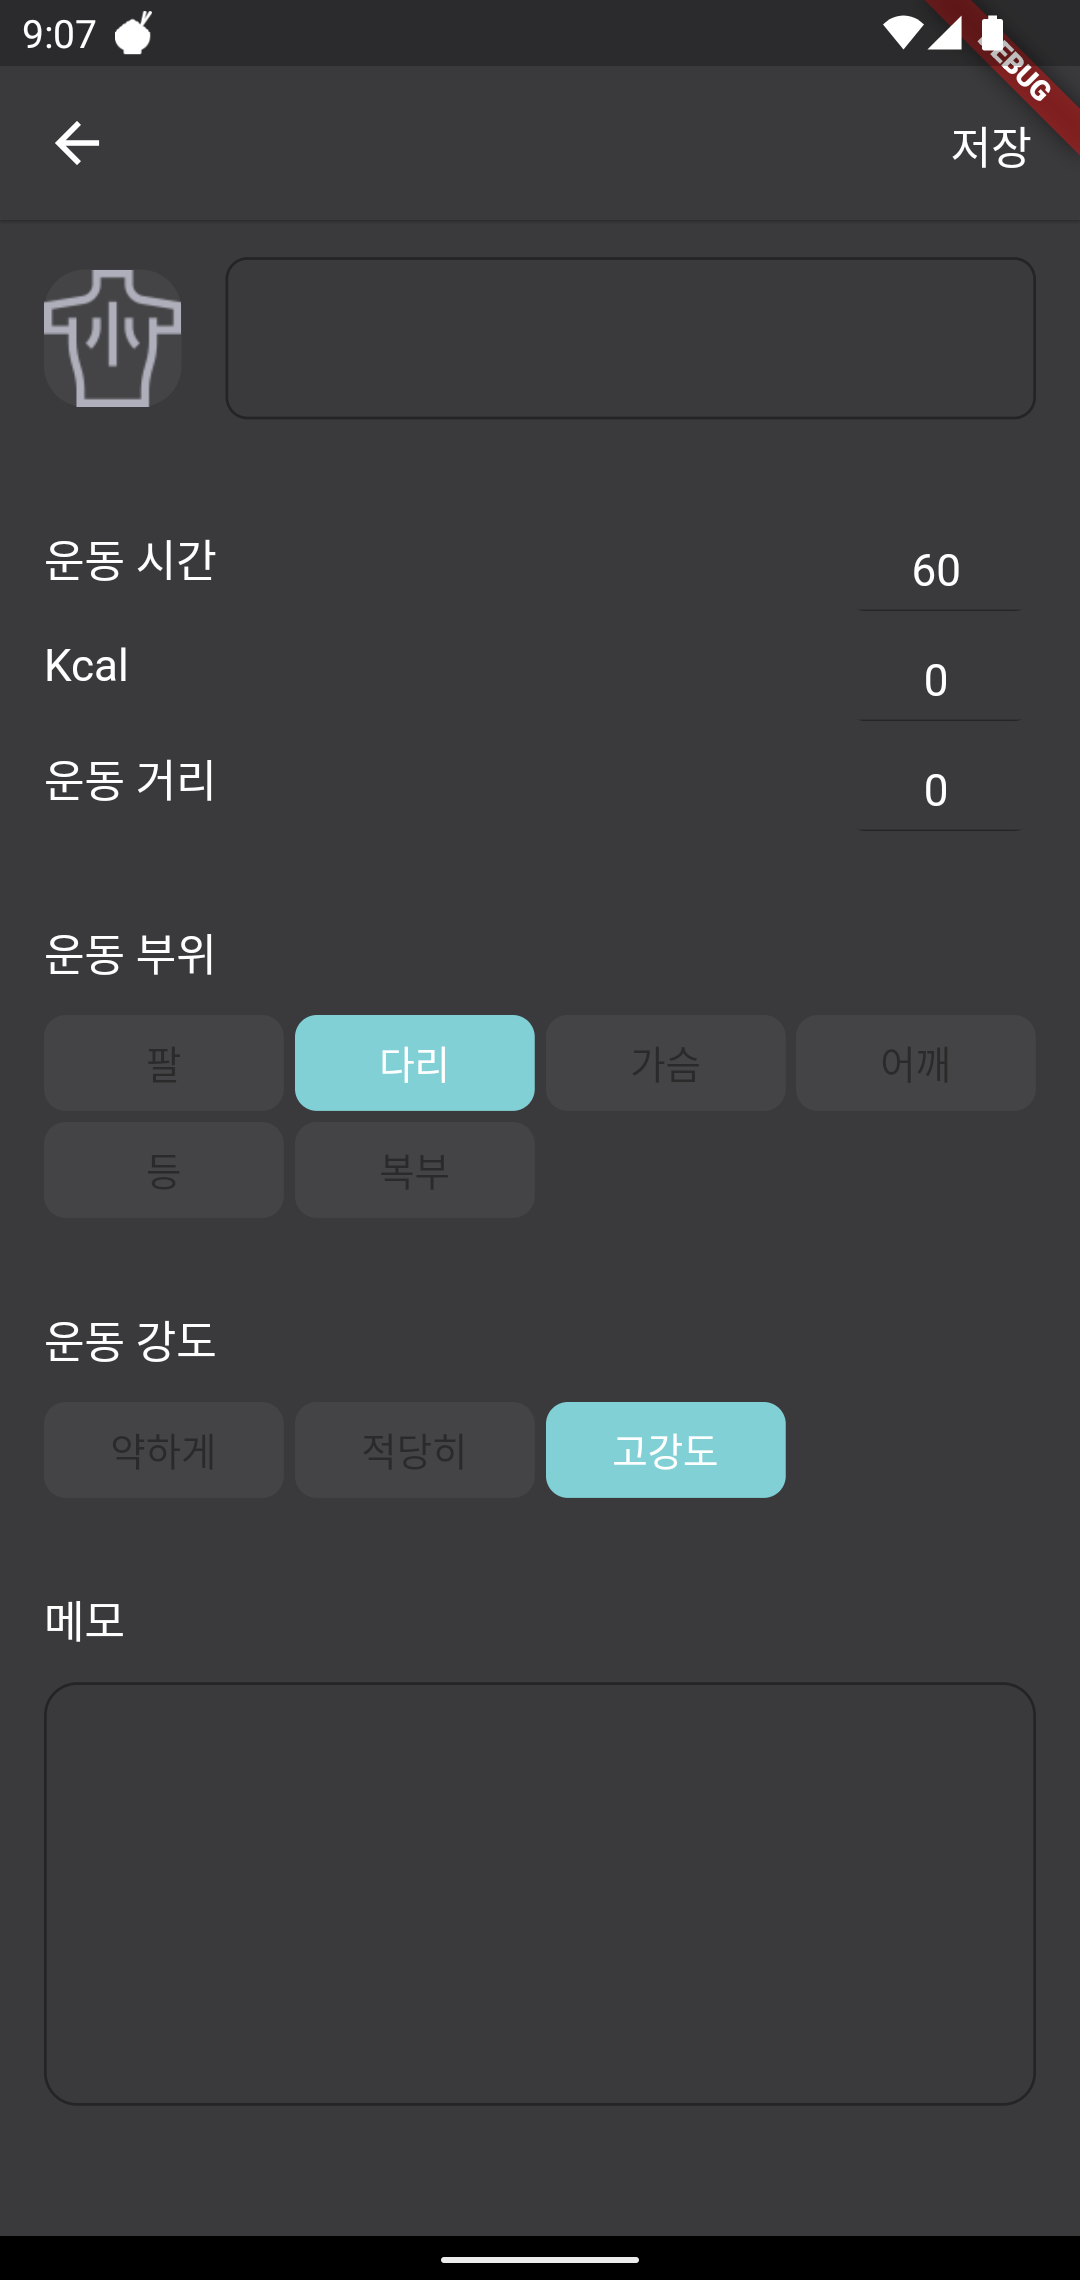 9:07
DEBUG
저장
운동 시간
60
Kcal
0
운동 거리
0
운동 부위
팔 다리 가슴 어깨
등 복부
운동 강도
약하게 적당히 고강도
메모